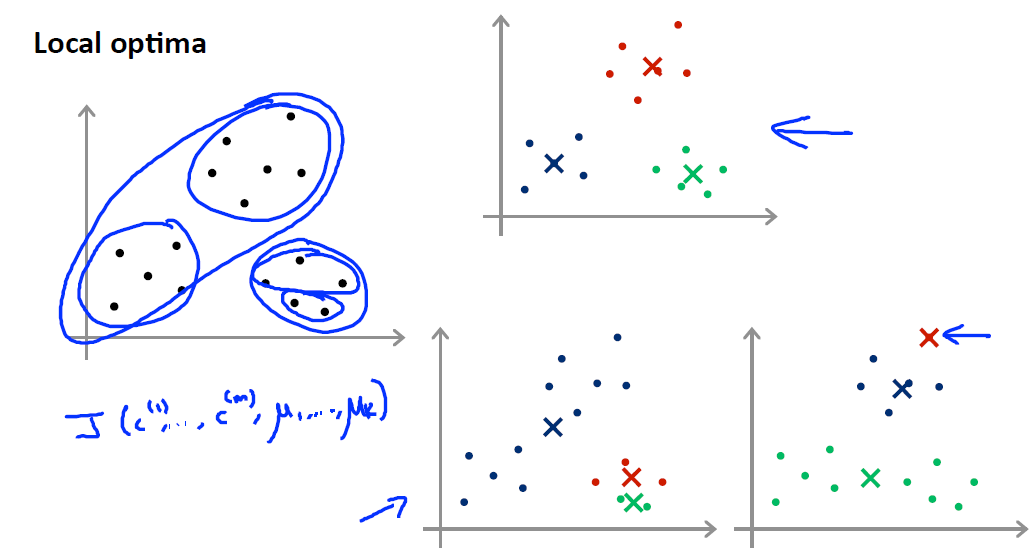 Local optima
J(c⁽¹⁾, ..., c⁽ᵐ⁾, μ₁, ..., μₖ)